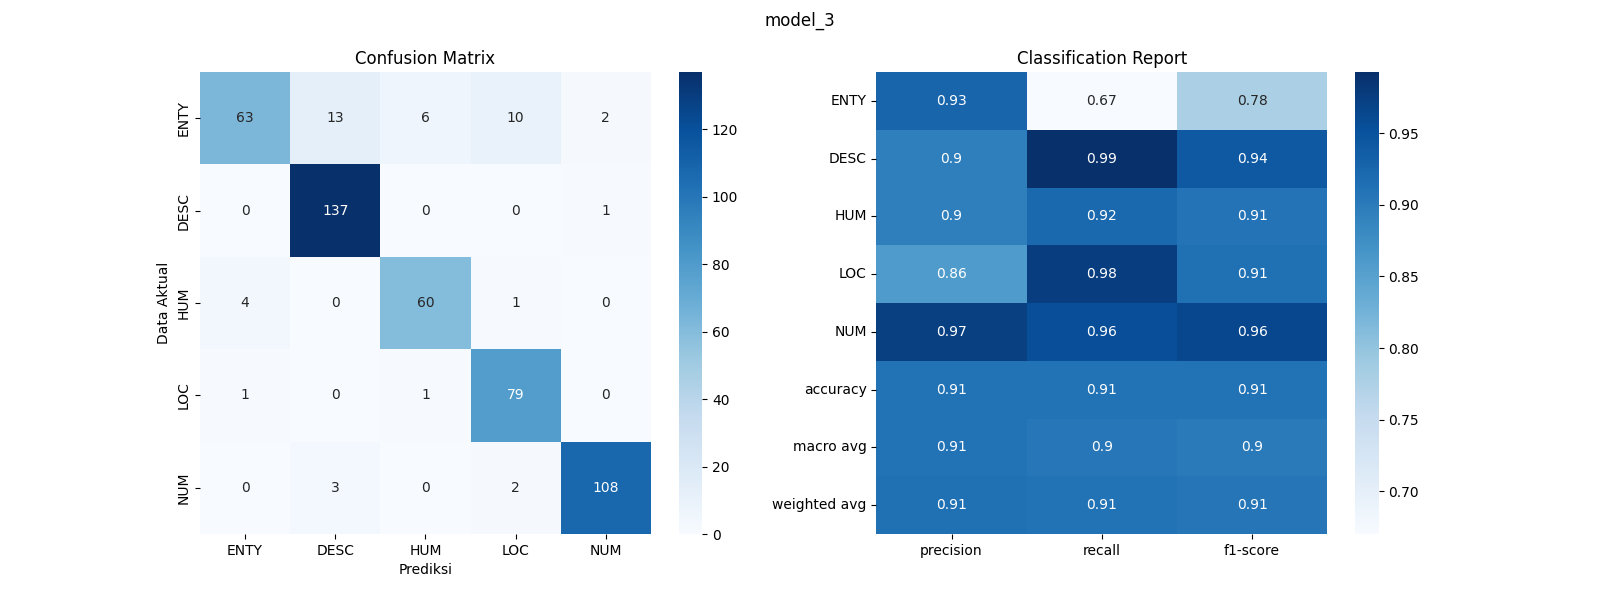 model_3
Confusion Matrix
Data Aktual
ENTY 63 13 6 10 2
DESC 0 137 0 0 1
HUM 4 0 60 1 0
LOC 1 0 1 79 0
NUM 0 3 0 2 108
ENTY DESC HUM LOC NUM
Prediksi
120
100
80
60
40
20
0
Classification Report
ENTY 0.93 0.67 0.78
DESC 0.9 0.99 0.94
HUM 0.9 0.92 0.91
LOC 0.86 0.98 0.91
NUM 0.97 0.96 0.96
accuracy 0.91 0.91 0.91
macro avg 0.91 0.9 0.9
weighted avg 0.91 0.91 0.91
precision recall f1-score
0.95
0.90
0.85
0.80
0.75
0.70